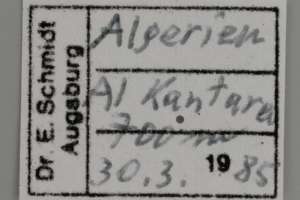 Dr. E. Schmidt
Augsburg
Algerien
Al Kantara
700 m
30.3. 1985